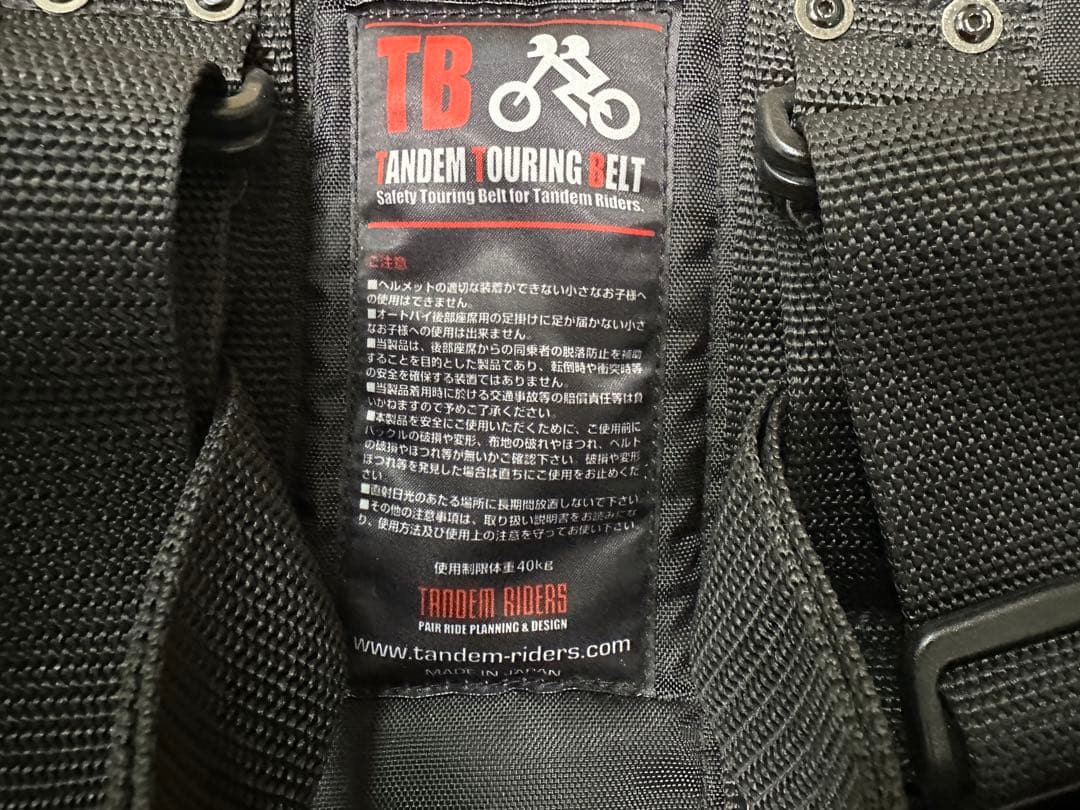 TB
TANDEM TOURING BELT
Safety Touring Belt for Tandem Riders.
ご注意
■ヘルメットの適切な装着ができない小さなお子様へ
の使用はできません。
■オートバイ後部座席用の足掛けに足が届かない小さ
なお子様への使用は出来ません。
■当製品は、後部座席からの同乗者の脱落防止を補助
することを目的とした製品であり、転倒時や衝突時等
の安全を確保する装置ではありません。
■当製品着用時に於ける交通事故等の賠償責任等は負
いかねますので予めご了承ください。
■本製品を安全にご使用いただくために、ご使用前に
バックルの破損や変形、布地の破れやほつれ、ベルト
の破損やほつれ等が無いかご確認下さい。破損や変形
ほつれ等を発見した場合は直ちにご使用をお止めくだ
さい。
■直射日光のあたる場所に長期間放置しないで下さい
■その他の注意事項は、取り扱い説明書をお読みにな
り、使用方法及び使用上の注意を守ってお使い下さい。
使用制限体重40kg
TANDEM RIDERS
PAIR RIDE PLANNING & DESIGN
www.tandem-riders.com
MADE IN JAPAN